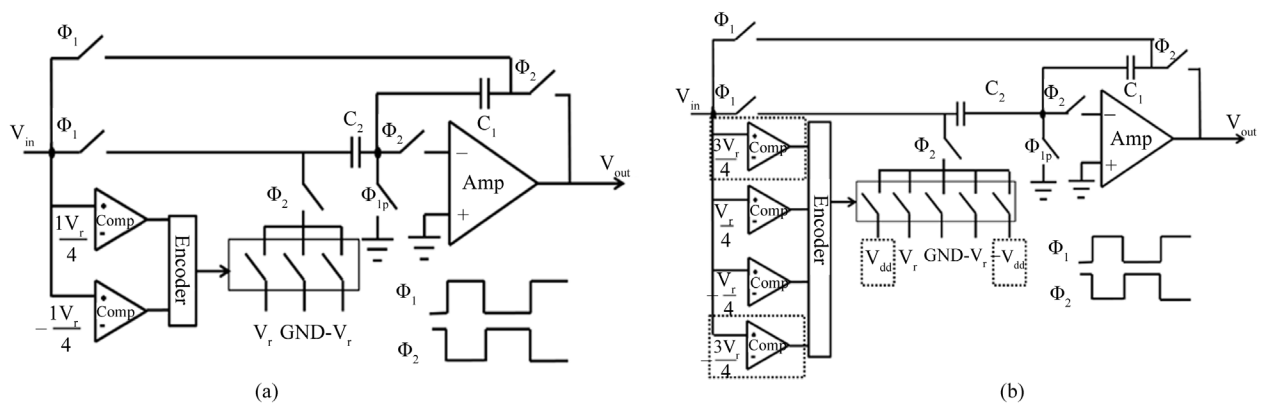 Φ1
Φ2
C2
C1
Vin
Φ1
Φ2
Φ1p
Φ2
−
Amp
+
Vout
1Vr/4
Comp
−1Vr/4
Comp
Encoder
Vr GND-Vr
Φ1
Φ2
(a)
Φ1
Φ2
C1
Vin
Φ1
C2
Φ2
Φ1p
Φ2
−
Amp
+
Vout
3Vr/4
Comp
Vr/4
Comp
−Vr/4
Comp
−3Vr/4
Comp
Encoder
Vdd Vr GND-Vr −Vdd
Φ1
Φ2
(b)